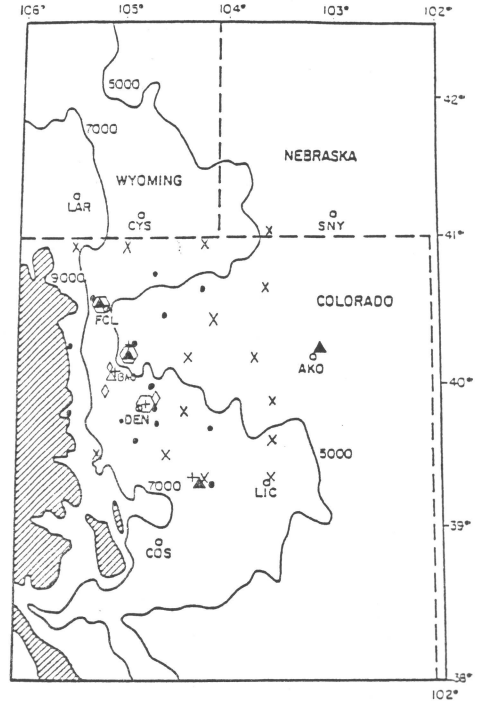 106° 105° 104° 103° 102°
5000
42°
7000
NEBRASKA
WYOMING
LAR
CYS
SNY
41°
9000
COLORADO
FCL
AKO
BAO
40°
DEN
5000
7000
LIC
39°
COS
38°
102°